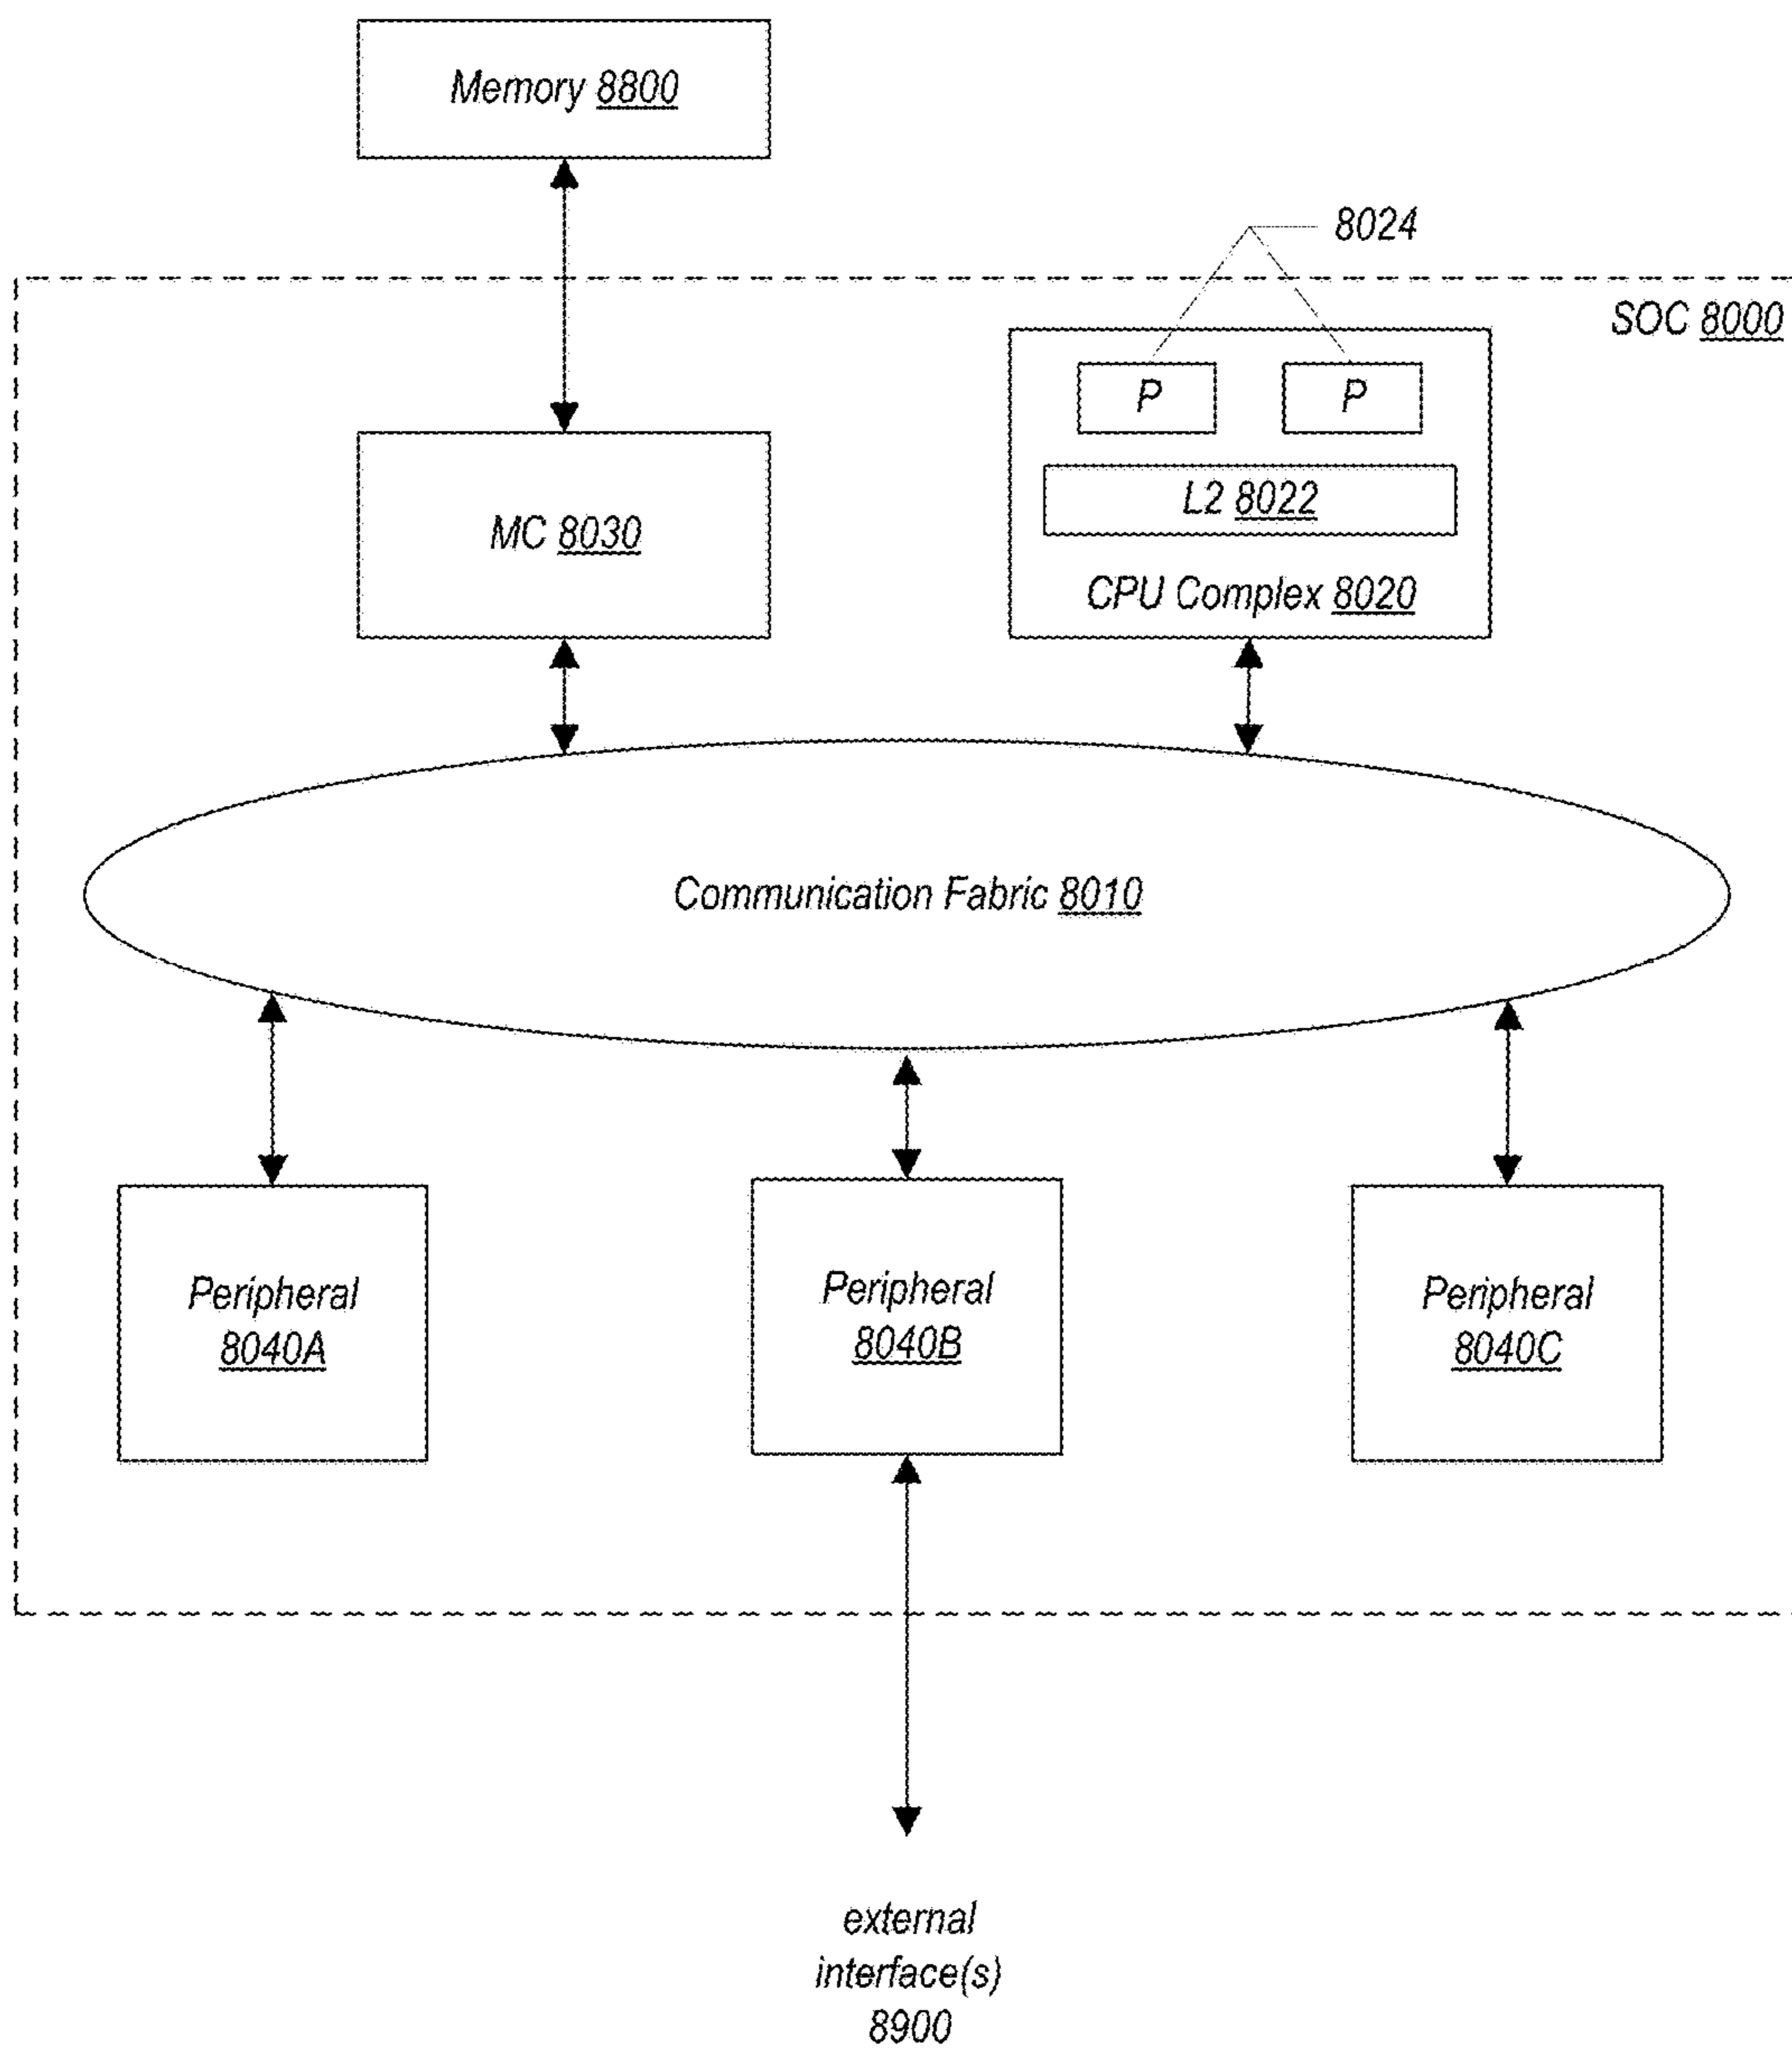 Memory 8800
8024
SOC 8000
P P
L2 8022
MC 8030
CPU Complex 8020
Communication Fabric 8010
Peripheral
8040A
Peripheral
8040B
Peripheral
8040C
external
interface(s)
8900